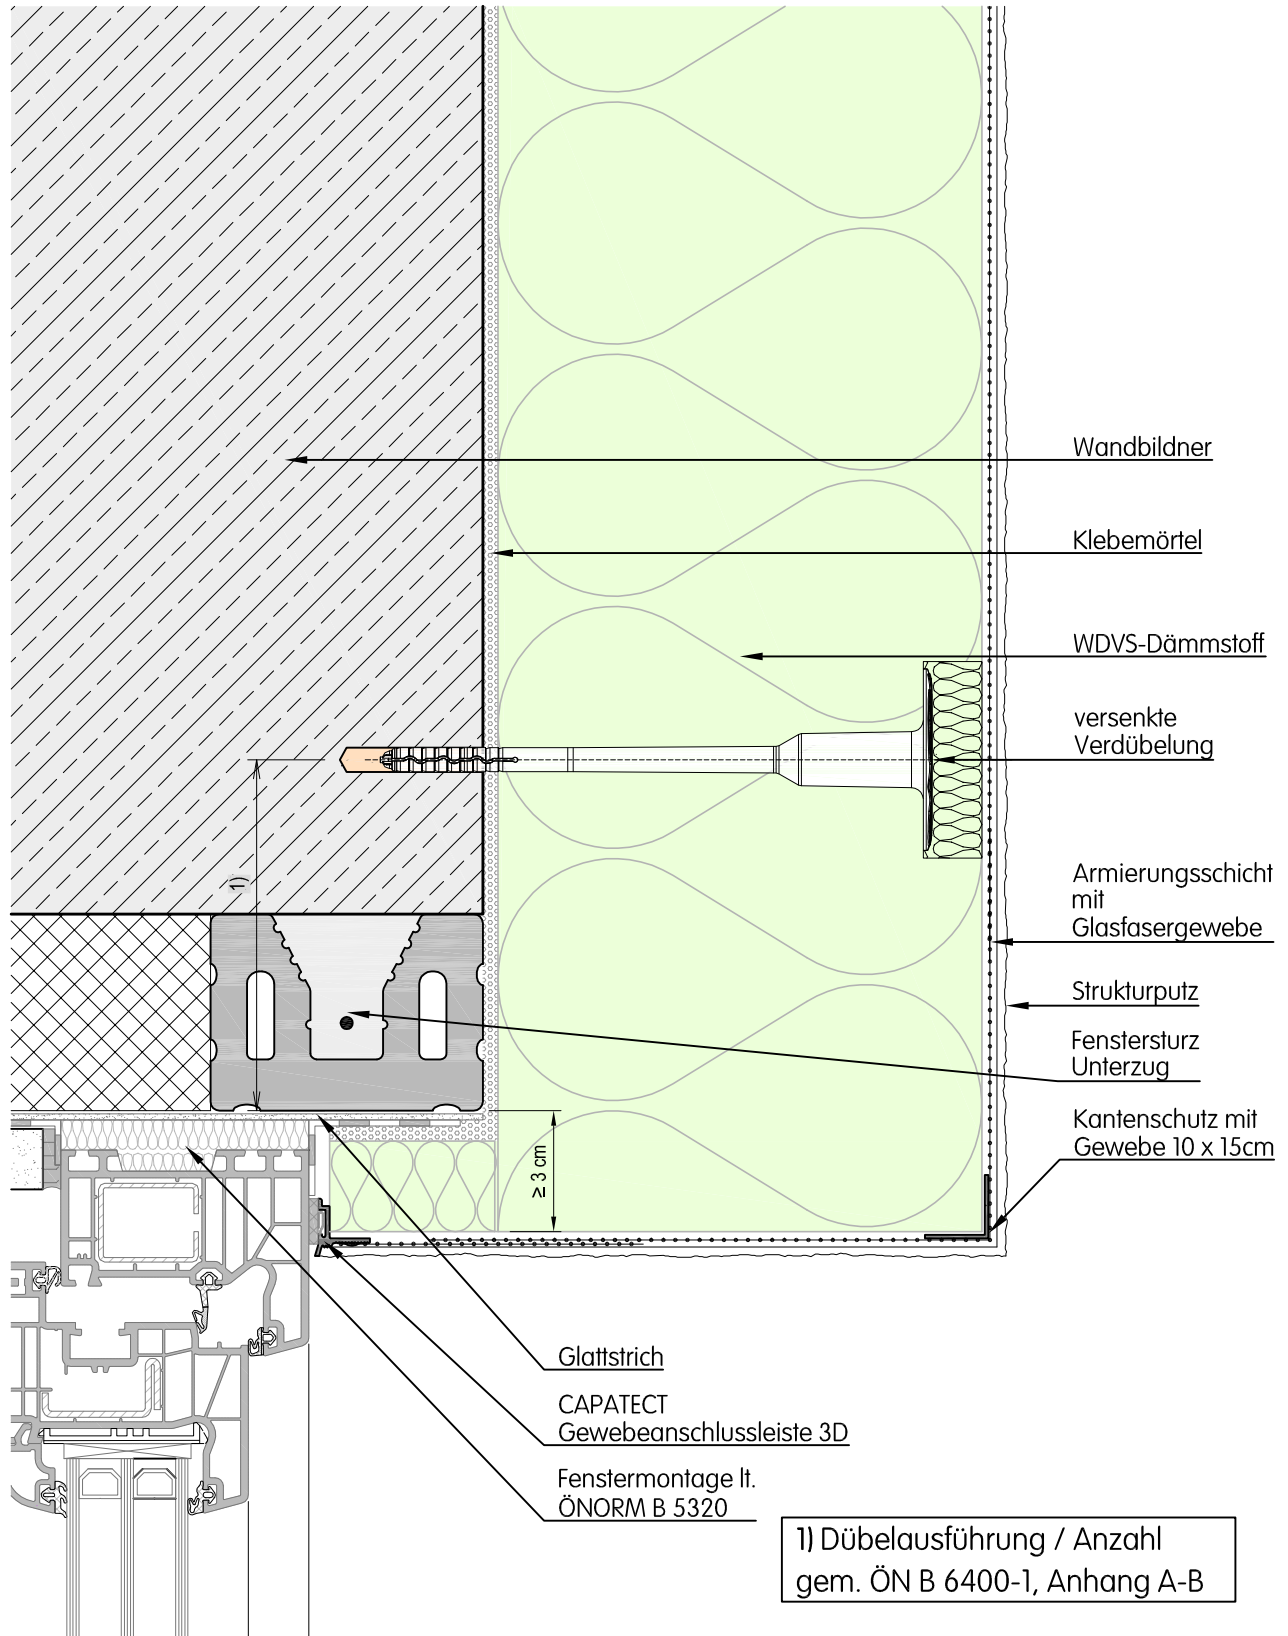 Wandbildner
Klebemörtel
WDVS-Dämmstoff
versenkte
Verdübelung
1)
Armierungsschicht
mit
Glasfasergewebe
Strukturputz
Fenstersturz
Unterzug
Kantenschutz mit
Gewebe 10 x 15cm
≥ 3 cm
Glattstrich
CAPATECT
Gewebeanschlussleiste 3D
Fenstermontage lt.
ÖNORM B 5320
1) Dübelausführung / Anzahl
gem. ÖN B 6400-1, Anhang A-B